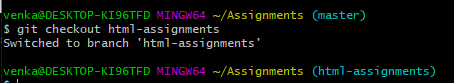 venka@DESKTOP-KI96TFD MINGW64 ~/Assignments (master)
$ git checkout html-assignments
Switched to branch 'html-assignments'
venka@DESKTOP-KI96TFD MINGW64 ~/Assignments (html-assignments)